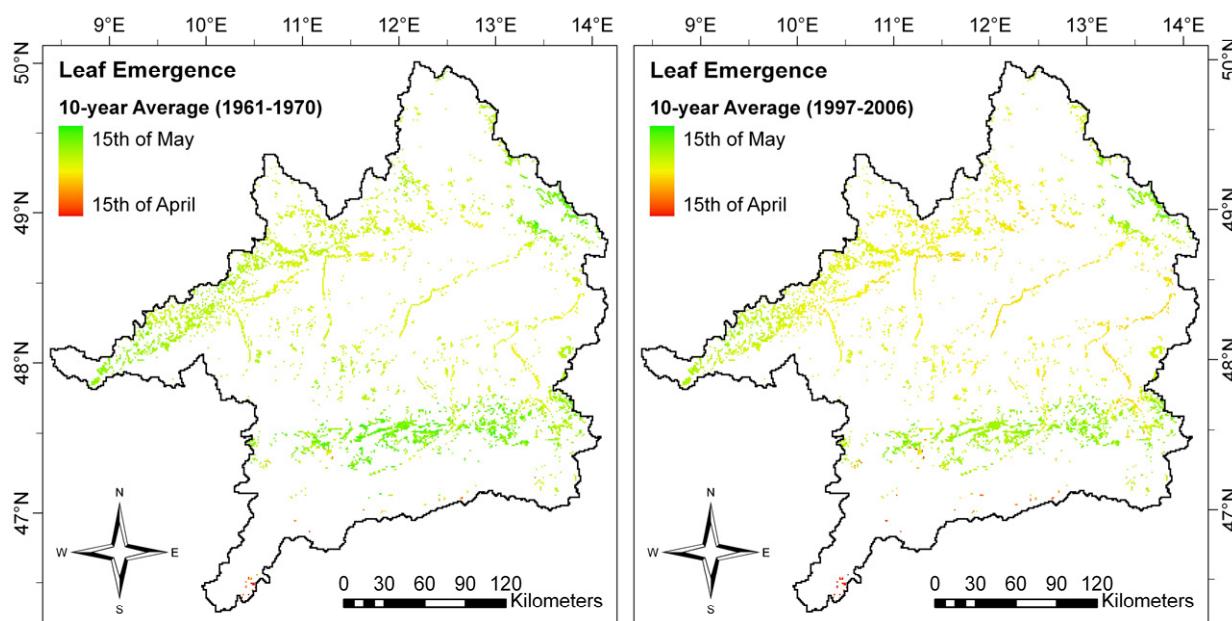 9°E 10°E 11°E 12°E 13°E 14°E
50°N
49°N
48°N
47°N
Leaf Emergence
10-year Average (1961-1970)
15th of May
15th of April
N
W E
S
0 30 60 90 120
Kilometers
9°E 10°E 11°E 12°E 13°E 14°E
Leaf Emergence
10-year Average (1997-2006)
15th of May
15th of April
50°N
49°N
48°N
47°N
N
W E
S
0 30 60 90 120
Kilometers